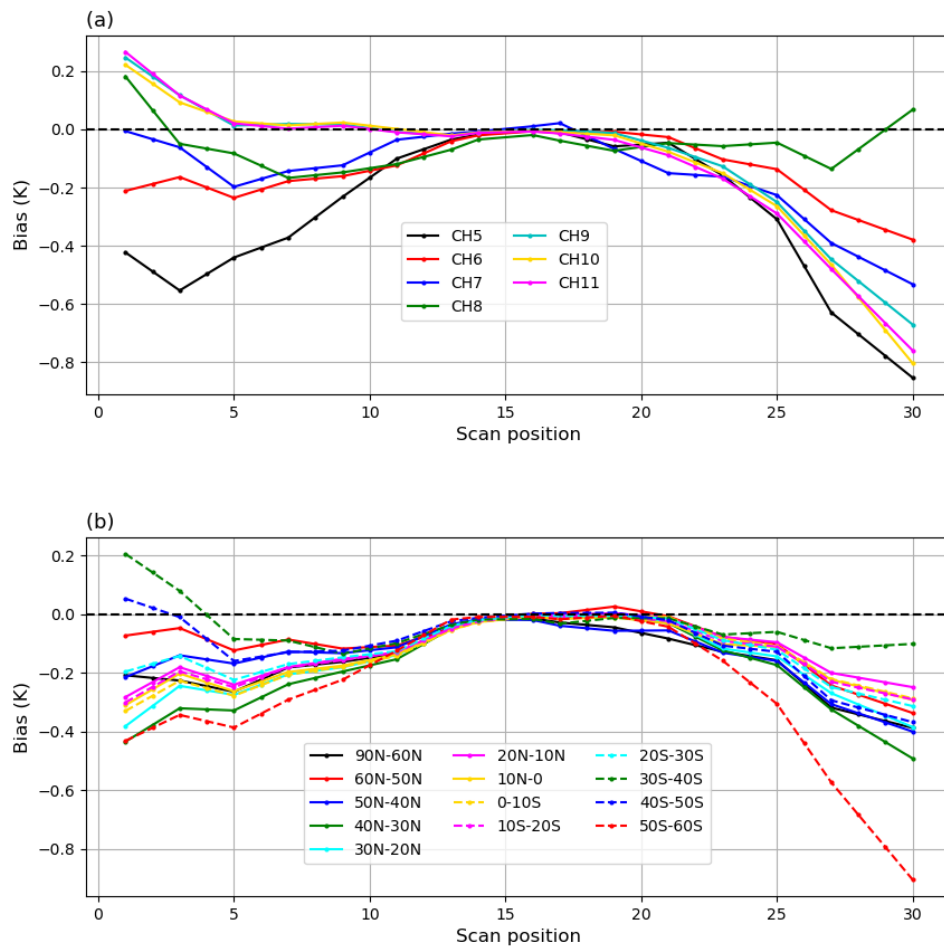 (a)
0.2
0.0
−0.2
−0.4
−0.6
−0.8
Bias (K)
CH5
CH6
CH7
CH8
CH9
CH10
CH11
0
5
10
15
20
25
30
Scan position
(b)
0.2
0.0
−0.2
−0.4
−0.6
−0.8
Bias (K)
90N-60N
60N-50N
50N-40N
40N-30N
30N-20N
20N-10N
10N-0
0-10S
10S-20S
20S-30S
30S-40S
40S-50S
50S-60S
0
5
10
15
20
25
30
Scan position